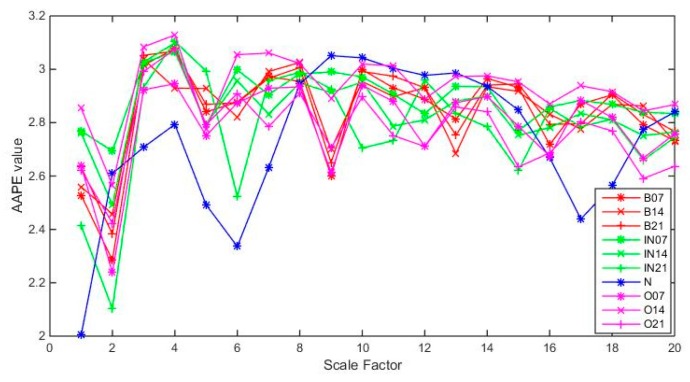 3.2
3
2.8
2.6
2.4
2.2
2
AAPE value
0 2 4 6 8 10 12 14 16 18 20
Scale Factor
B07
B14
B21
IN07
IN14
IN21
N
O07
O14
O21